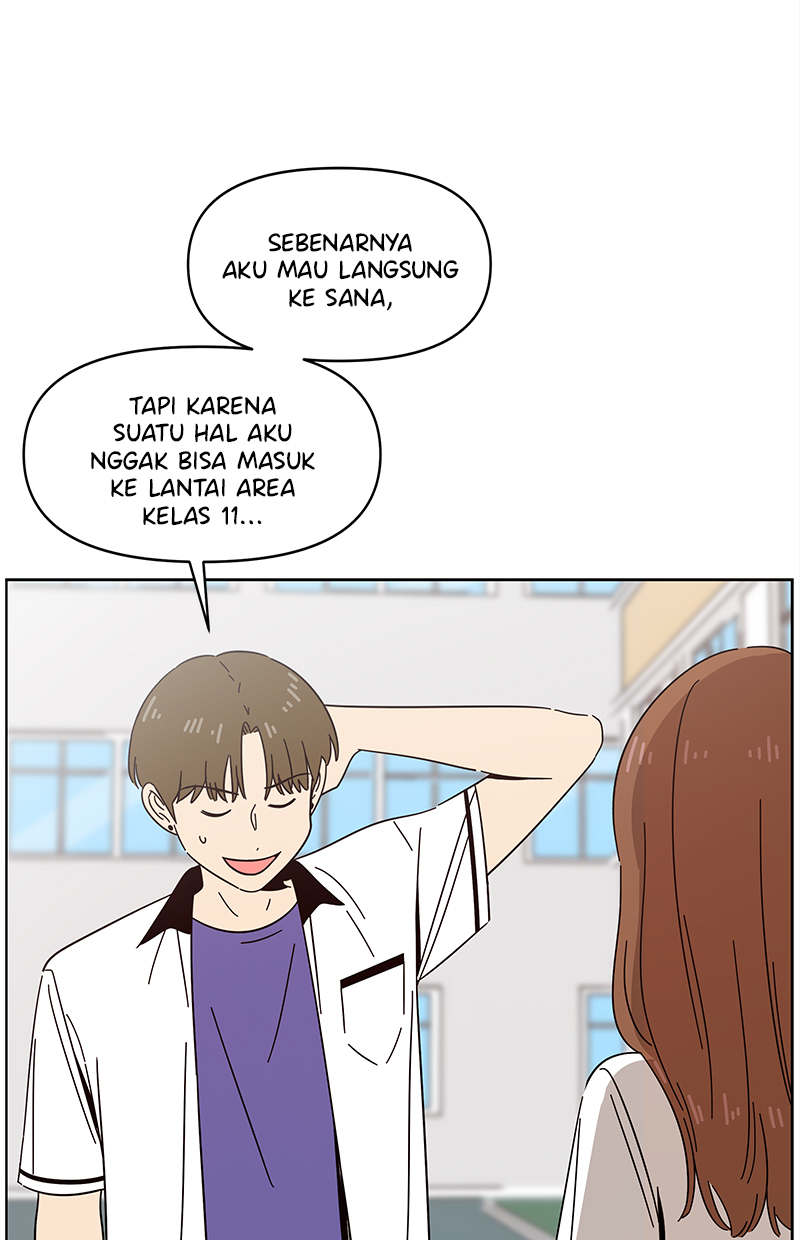 SEBENARNYA
AKU MAU LANGSUNG
KE SANA,
TAPI KARENA
SUATU HAL AKU
NGGAK BISA MASUK
KE LANTAI AREA
KELAS 11...